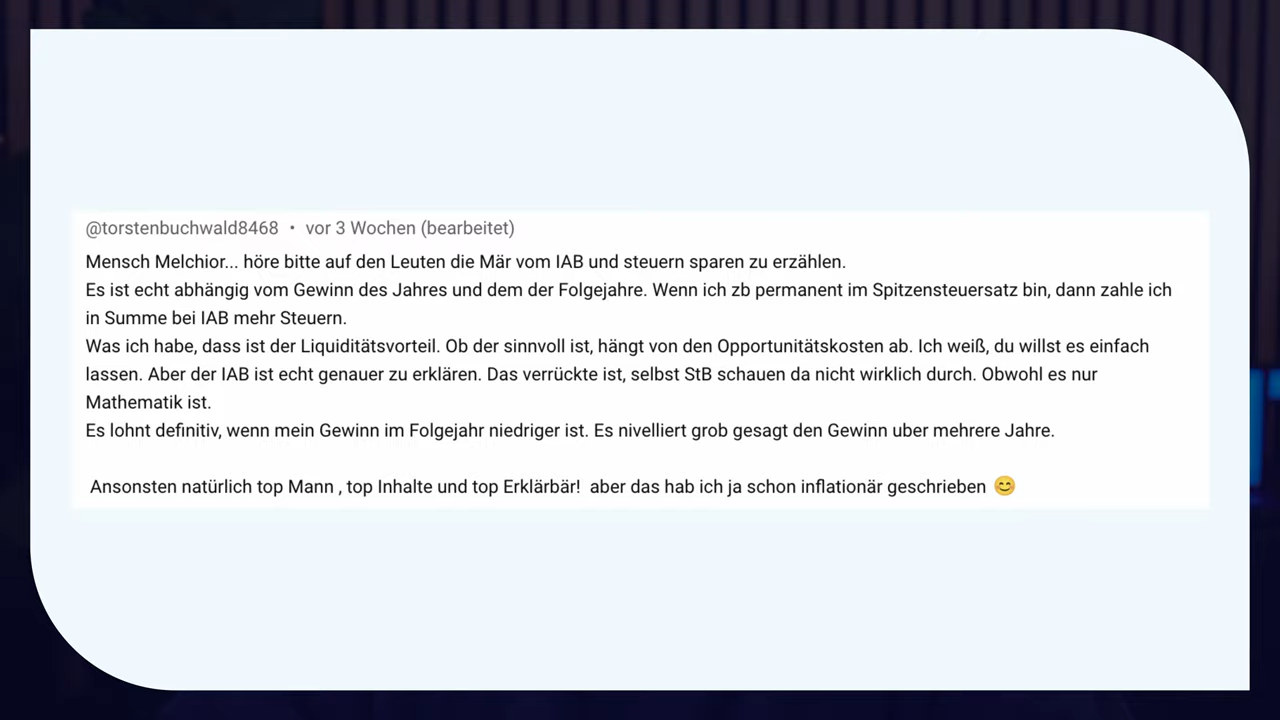 @torstenbuchwald8468 • vor 3 Wochen (bearbeitet)
Mensch Melchior... höre bitte auf den Leuten die Mär vom IAB und steuern sparen zu erzählen.
Es ist echt abhängig vom Gewinn des Jahres und dem der Folgejahre. Wenn ich zb permanent im Spitzensteuersatz bin, dann zahle ich
in Summe bei IAB mehr Steuern.
Was ich habe, dass ist der Liquiditätsvorteil. Ob der sinnvoll ist, hängt von den Opportunitätskosten ab. Ich weiß, du willst es einfach
lassen. Aber der IAB ist echt genauer zu erklären. Das verrückte ist, selbst StB schauen da nicht wirklich durch. Obwohl es nur
Mathematik ist.
Es lohnt definitiv, wenn mein Gewinn im Folgejahr niedriger ist. Es nivelliert grob gesagt den Gewinn uber mehrere Jahre.
Ansonsten natürlich top Mann , top Inhalte und top Erklärbär! aber das hab ich ja schon inflationär geschrieben 😊